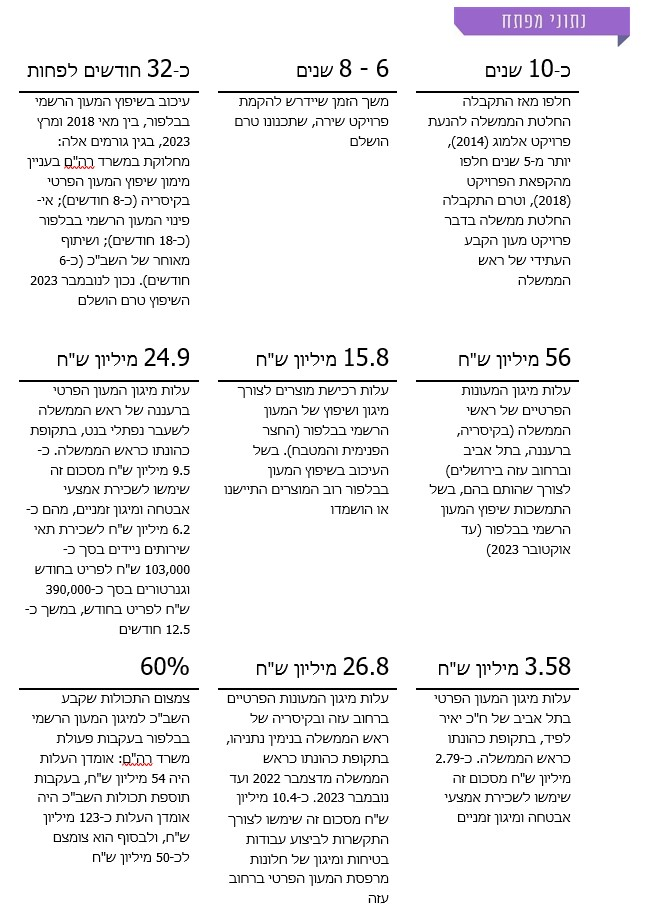 נתוני מפתח
כ-10 שנים
חלפו מאז התקבלה
החלטת הממשלה להנעת
פרויקט אלמוג (2014),
יותר מ-5 שנים חלפו
מהקפאת הפרויקט
(2018), וטרם התקבלה
החלטת ממשלה בדבר
פרויקט מעון הקבע
העתידי של ראש
הממשלה
6 - 8 שנים
משך הזמן שיידרש להקמת
פרויקט שירה, שתכנונו טרם
הושלם
כ-32 חודשים לפחות
עיכוב בשיפוץ המעון הרשמי
בבלפור, בין מאי 2018 ומרץ
2023, בגין גורמים אלה:
מחלוקת במשרד רה"ם בעניין
מימון שיפוץ המעון הפרטי
בקיסריה (כ-8 חודשים); אי-
פינוי המעון הרשמי בבלפור
(כ-18 חודשים); ושיתוף
מאוחר של השב"כ (כ-6
חודשים). נכון לנובמבר 2023
השיפוץ טרם הושלם
56 מיליון ש"ח
עלות מיגון המעונות
הפרטיים של ראשי
הממשלה (בקיסריה,
ברעננה, בתל אביב
וברחוב עזה בירושלים)
לצורך שהותם בהם, בשל
התמשכות שיפוץ המעון
הרשמי בבלפור (עד
אוקטובר 2023)
15.8 מיליון ש"ח
עלות רכישת מוצרים לצורך
מיגון ושיפוץ של המעון
הרשמי בבלפור (החצר
הפנימית והמטבח). בשל
העיכוב בשיפוץ המעון
בבלפור רוב המוצרים התיישנו
או הושמדו
24.9 מיליון ש"ח
עלות מיגון המעון הפרטי
ברעננה של ראש הממשלה
לשעבר נפתלי בנט, בתקופת
כהונתו כראש הממשלה. כ-
9.5 מיליון ש"ח מסכום זה
שימשו לשכירת אמצעי
אבטחה ומיגון זמניים, מהם כ-
6.2 מיליון ש"ח לשכירת תאי
שירותים ניידים בסך כ-
103,000 ש"ח לפריט בחודש
וגנרטורים בסך כ-390,000
ש"ח לפריט בחודש, במשך כ-
12.5 חודשים
3.58 מיליון ש"ח
עלות מיגון המעון הפרטי
בתל אביב של ח"כ יאיר
לפיד, בתקופת כהונתו
כראש הממשלה. כ-2.79
מיליון ש"ח מסכום זה
שימשו לשכירת אמצעי
אבטחה ומיגון זמניים
26.8 מיליון ש"ח
עלות מיגון המעונות הפרטיים
ברחוב עזה ובקיסריה של
ראש הממשלה בנימין נתניהו,
בתקופת כהונתו כראש
הממשלה מדצמבר 2022 ועד
נובמבר 2023. כ-10.4 מיליון
ש"ח מסכום זה שימשו לצורך
התקשרות לביצוע עבודות
בטיחות ומיגון של חלונות
מרפסת המעון הפרטי ברחוב
עזה
60%
צמצום התכולות שקבע
השב"כ למיגון המעון הרשמי
בבלפור בעקבות פעולת
משרד רה"ם: אומדן העלות
היה 54 מיליון ש"ח, בעקבות
תוספת תכולות השב"כ היה
אומדן העלות כ-123 מיליון
ש"ח, ולבסוף הוא צומצם
לכ-50 מיליון ש"ח